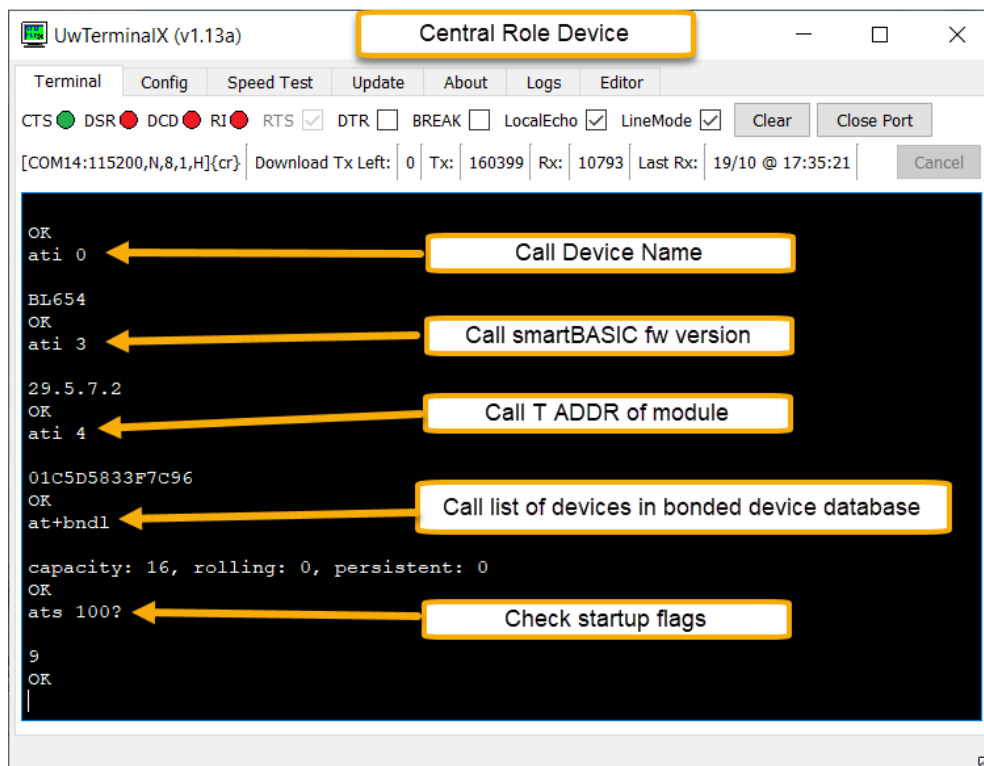 UwTerminalX (v1.13a)
Central Role Device
Terminal Config Speed Test Update About Logs Editor
CTS DSR DCD RI RTS DTR BREAK LocalEcho LineMode Clear Close Port
[COM14:115200,N,8,1,H]{cr} Download Tx Left: 0 Tx: 160399 Rx: 10793 Last Rx: 19/10 @ 17:35:21 Cancel
OK
ati 0
Call Device Name
BL654
OK
ati 3
Call smartBASIC fw version
29.5.7.2
OK
ati 4
Call T ADDR of module
01C5D5833F7C96
OK
at+bndl
Call list of devices in bonded device database
capacity: 16, rolling: 0, persistent: 0
OK
ats 100?
Check startup flags
9
OK